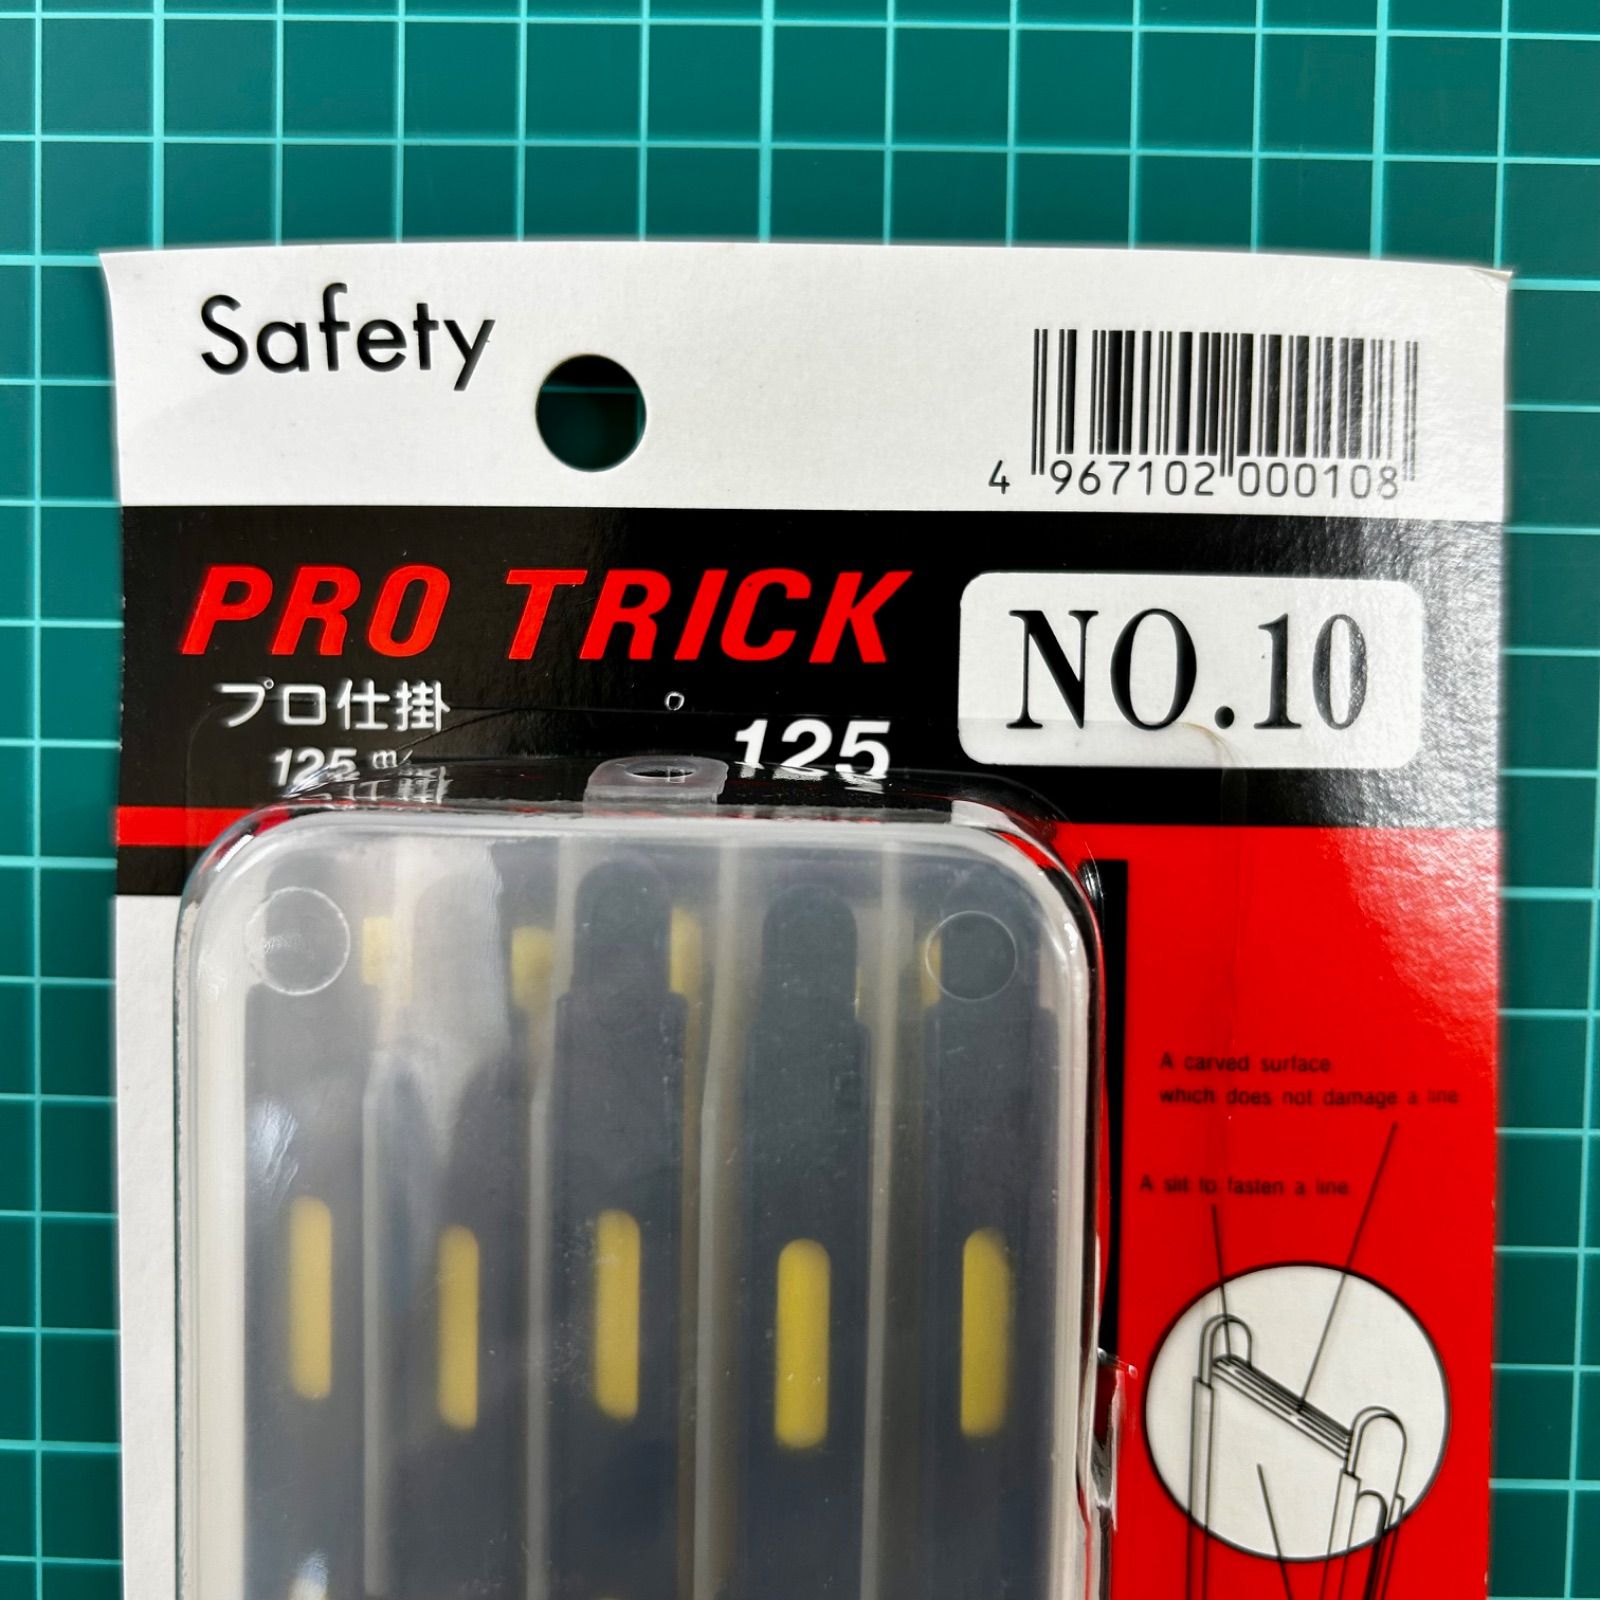 Safety
4 967102 000108
PRO TRICK
NO.10
プロ仕掛
125
125 m/m
A carved surface
which does not damage a line
A slit to fasten a line